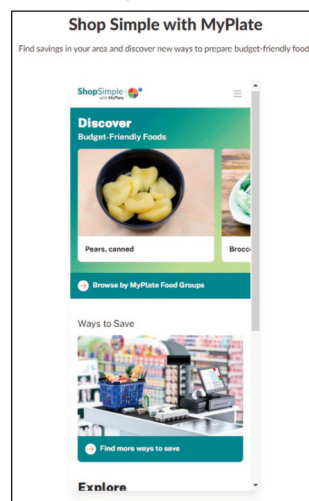 Shop Simple with MyPlate
Find savings in your area and discover new ways to prepare budget-friendly food
ShopSimple
with MyPlate
Discover
Budget-Friendly Foods
Pears, canned
Brocc
Browse by MyPlate Food Groups
Ways to Save
Find more ways to save
Explore